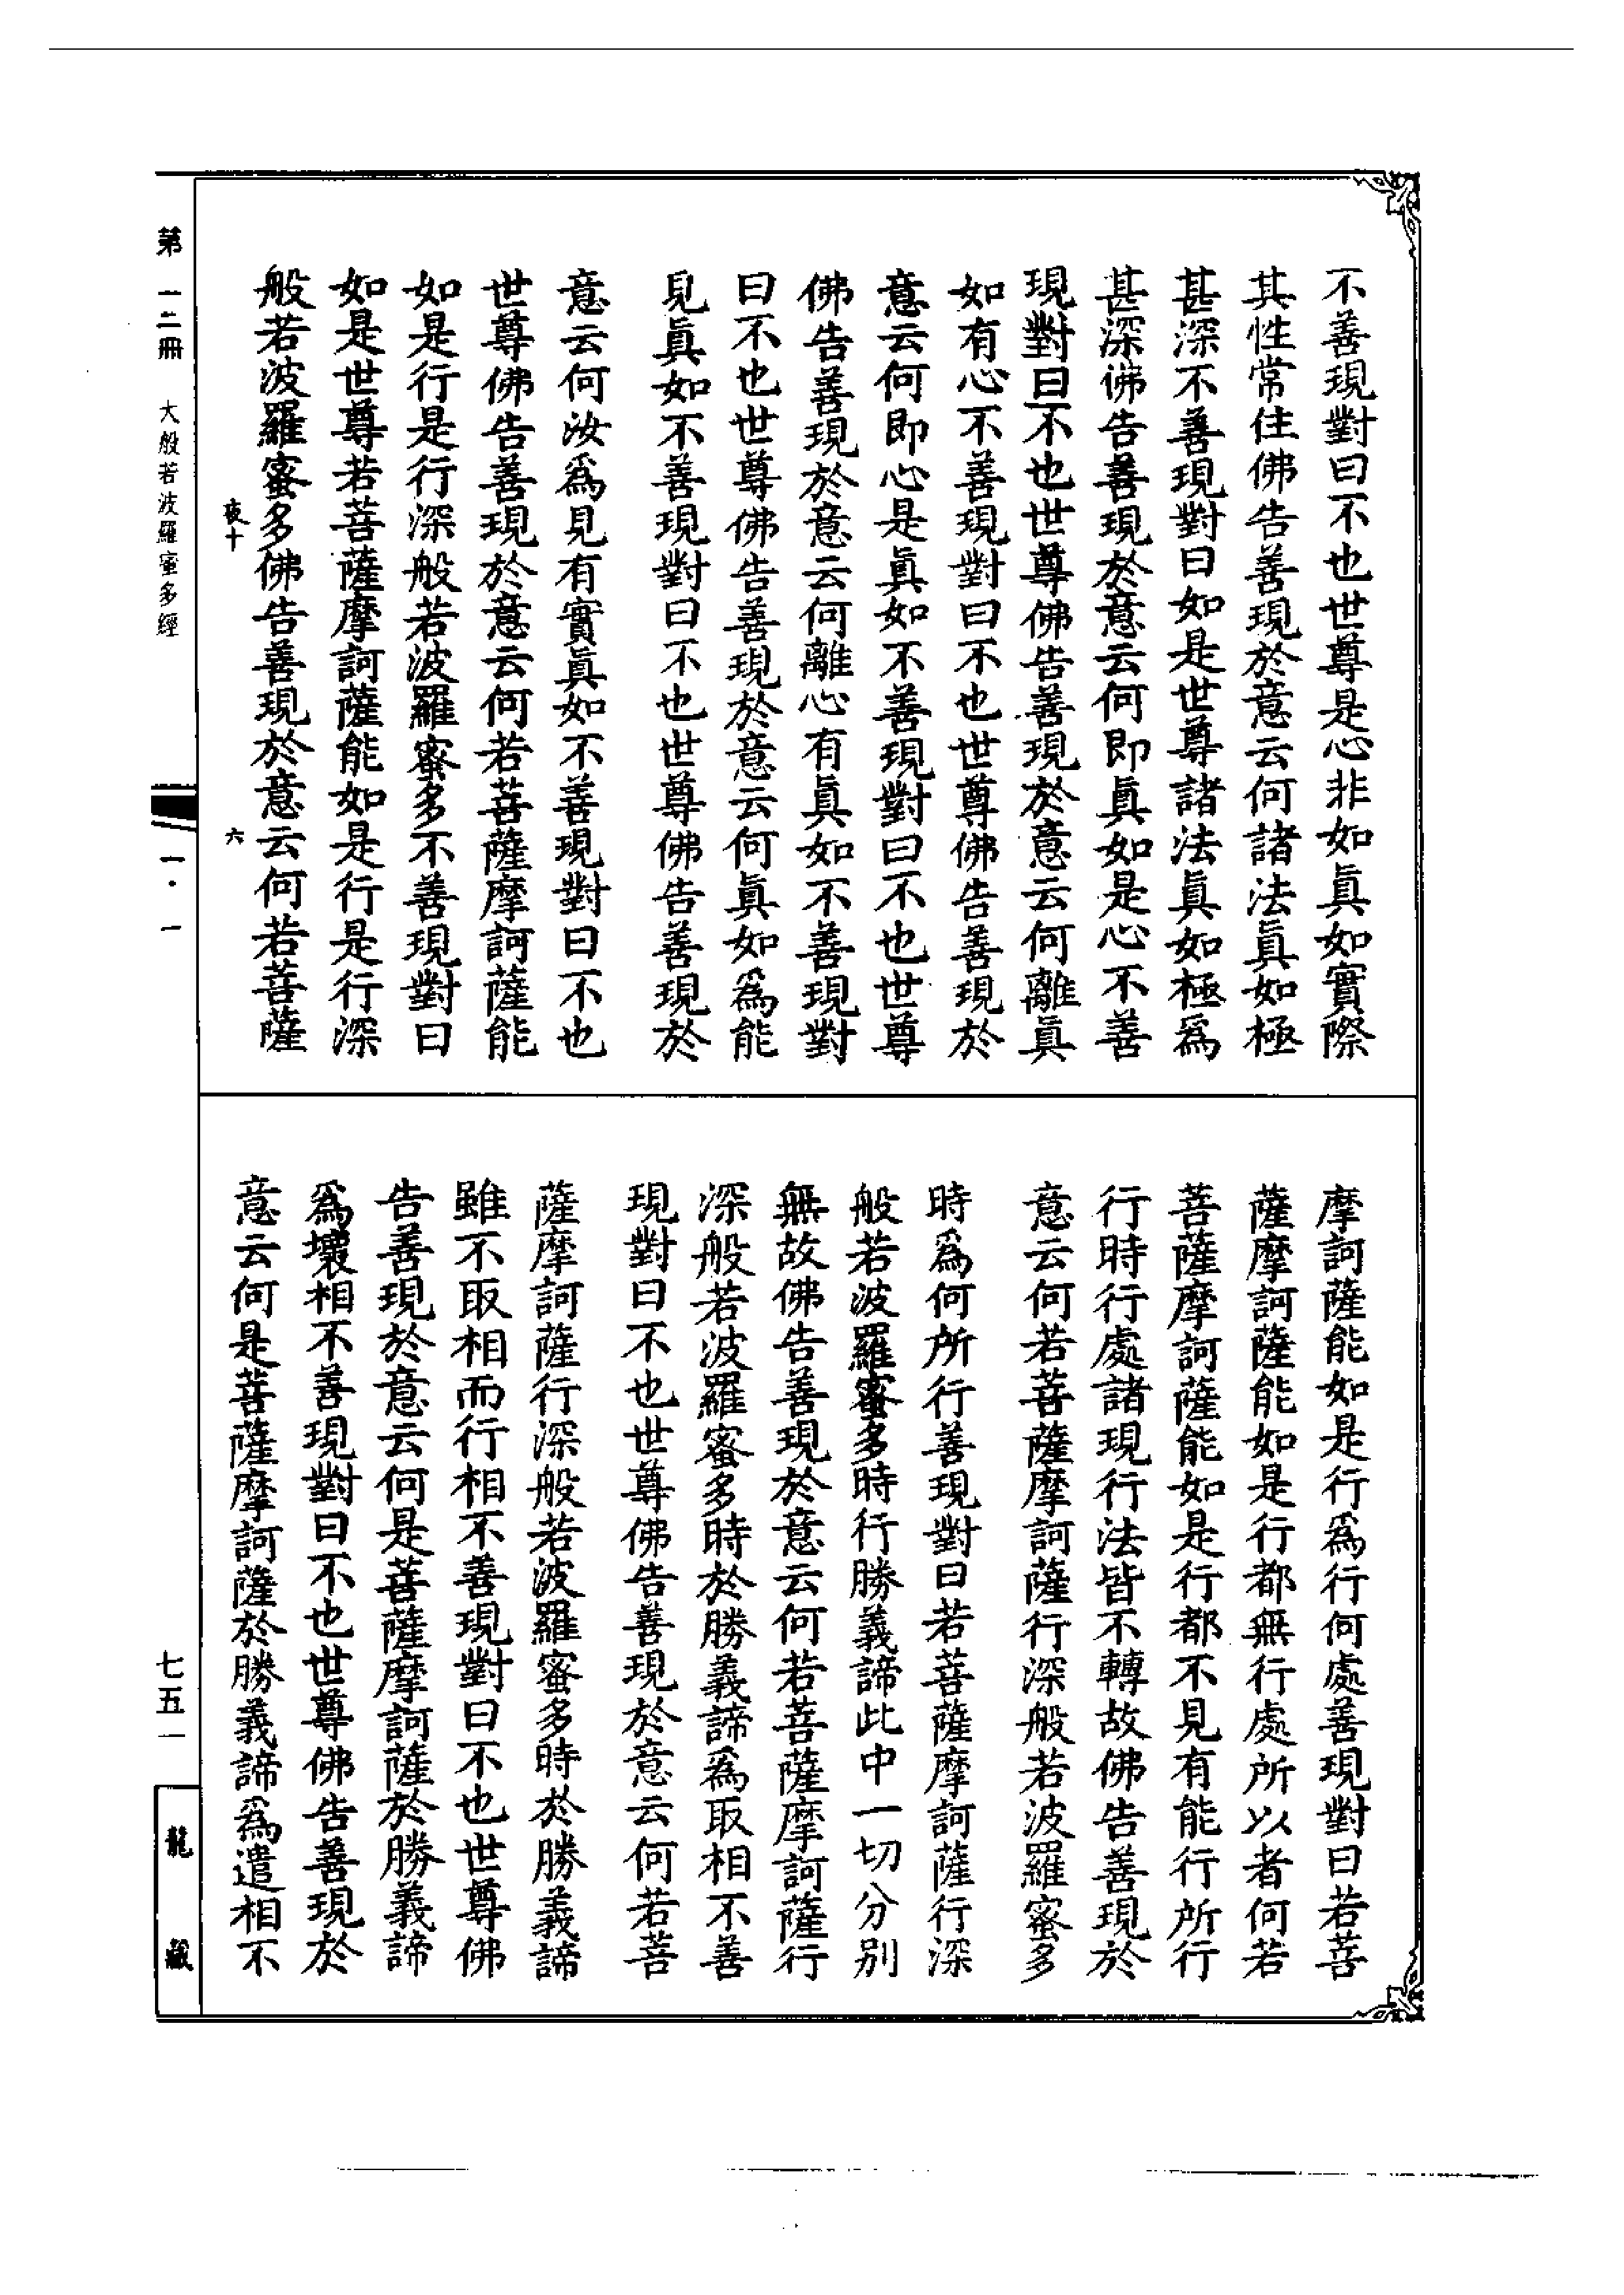 不善現對曰不也世尊是心非如真如實際
其性常住佛告善現於意云何諸法真如極
甚深不善現對曰如是世尊諸法真如極爲
甚深佛告善現於意云何即真如是心不善
現對曰不也世尊佛告善現於意云何離真
如有心不善現對曰不也世尊佛告善現於
意云何即心是真如不善現對曰不也世尊
佛告善現於意云何離心有真如不善現對
曰不也世尊佛告善現於意云何真如爲能
見真如不善現對曰不也世尊佛告善現於
意云何汝爲見有實真如不善現對曰不也
世尊佛告善現於意云何若菩薩摩訶薩能
如是行是行深般若波羅蜜多不善現對曰
如是世尊若菩薩摩訶薩能如是行是行深
般若波羅蜜多佛告善現於意云何若菩薩
夜十 六
摩訶薩能如是行爲行何處善現對曰若菩
薩摩訶薩能如是行都無行處所以者何若
菩薩摩訶薩能如是行都不見有能行所行
行時行處諸現行法皆不轉故佛告善現於
意云何若菩薩摩訶薩行深般若波羅蜜多
時爲何所行善現對曰若菩薩摩訶薩行深
般若波羅蜜多時行勝義諦此中一切分別
無故佛告善現於意云何若菩薩摩訶薩行
深般若波羅蜜多時於勝義諦爲取相不善
現對曰不也世尊佛告善現於意云何若菩
薩摩訶薩行深般若波羅蜜多時於勝義諦
雖不取相而行相不善現對曰不也世尊佛
告善現於意云何是菩薩摩訶薩於勝義諦
爲壞相不善現對曰不也世尊佛告善現於
意云何是菩薩摩訶薩於勝義諦爲遣相不
第一二冊 大般若波羅蜜多經
一·一
七五一
龍藏